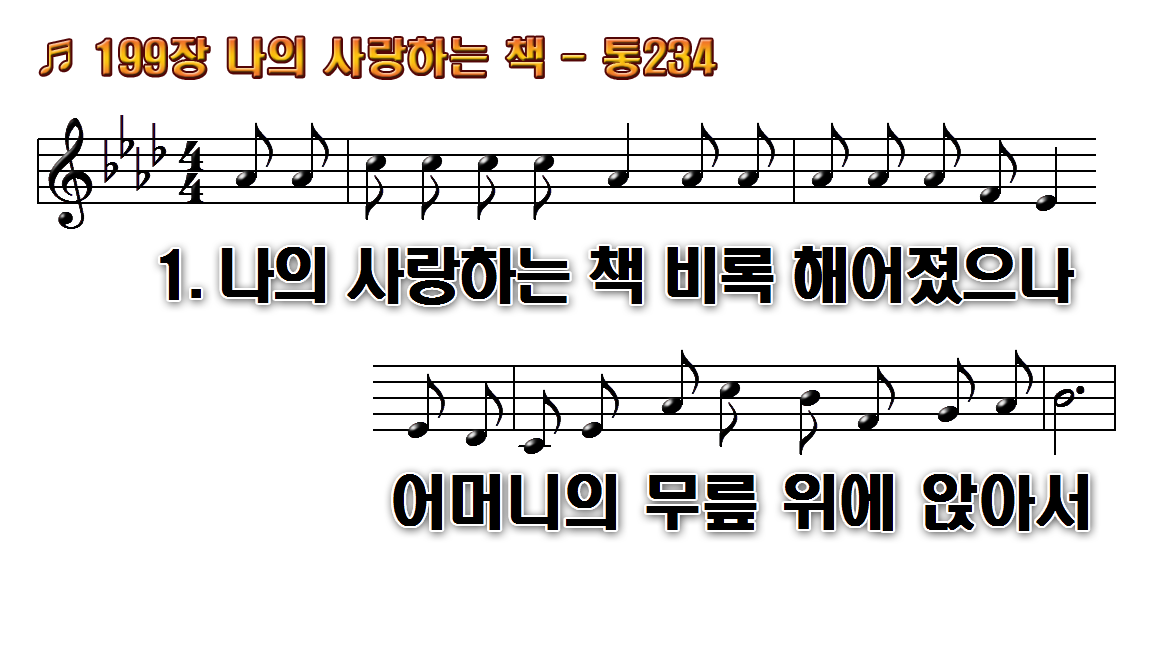 ♬ 199장 나의 사랑하는 책 - 통234
4
4
1. 나의 사랑하는 책 비록 해어졌으나
어머니의 무릎 위에 앉아서